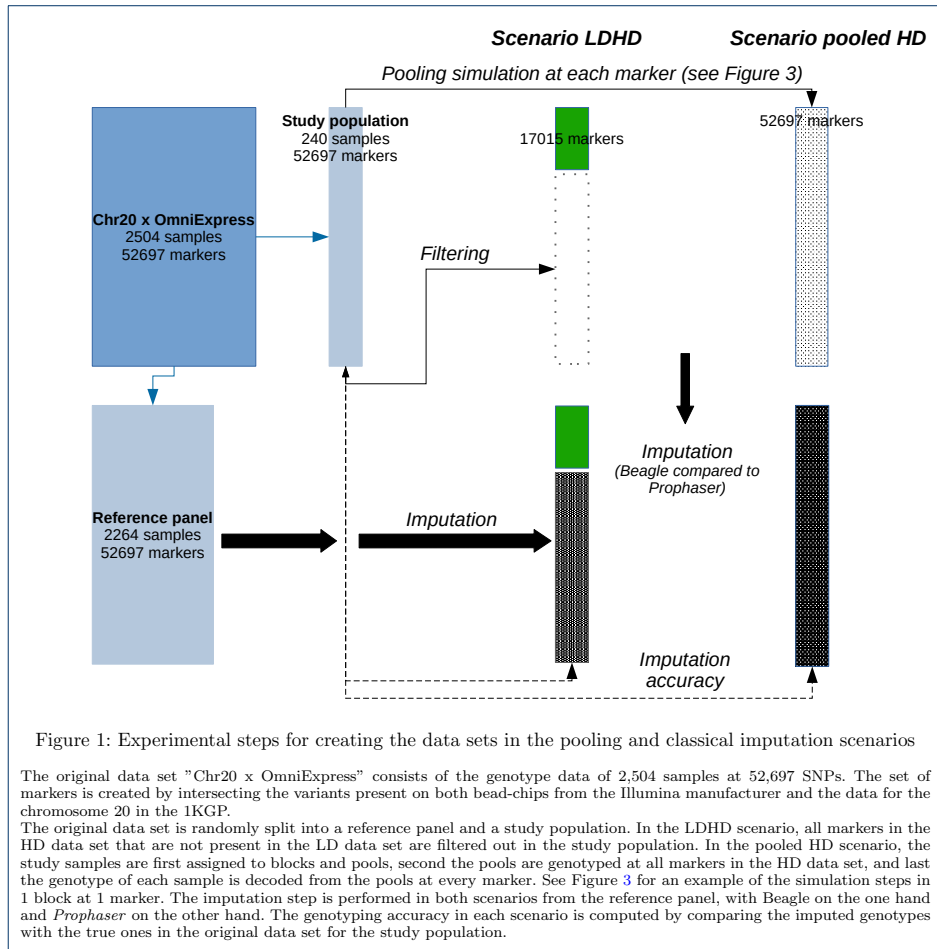 Scenario LDHD
Scenario pooled HD
Pooling simulation at each marker (see Figure 3)
Study population
240 samples
52697 markers
17015 markers
52697 markers
Chr20 x OmniExpress
2504 samples
52697 markers
Filtering
Imputation
(Beagle compared to
Prophaser)
Reference panel
2264 samples
52697 markers
Imputation
Imputation
accuracy
Figure 1: Experimental steps for creating the data sets in the pooling and classical imputation scenarios
The original data set "Chr20 x OmniExpress" consists of the genotype data of 2,504 samples at 52,697 SNPs. The set of
markers is created by intersecting the variants present on both bead-chips from the Illumina manufacturer and the data for
the chromosome 20 in the 1KGP.
The original data set is randomly split into a reference panel and a study population. In the LDHD scenario, all markers in the
HD data set that are not present in the LD data set are filtered out in the study population. In the pooled HD scenario, the
study samples are first assigned to blocks and pools, second the pools are genotyped at all markers in the HD data set, and last
the genotype of each sample is decoded from the pools at every marker. See Figure 3 for an example of the simulation steps in
1 block at 1 marker. The imputation step is performed in both scenarios from the reference panel, with Beagle on the one hand
and Prophaser on the other hand. The genotyping accuracy in each scenario is computed by comparing the imputed genotypes
with the true ones in the original data set for the study population.